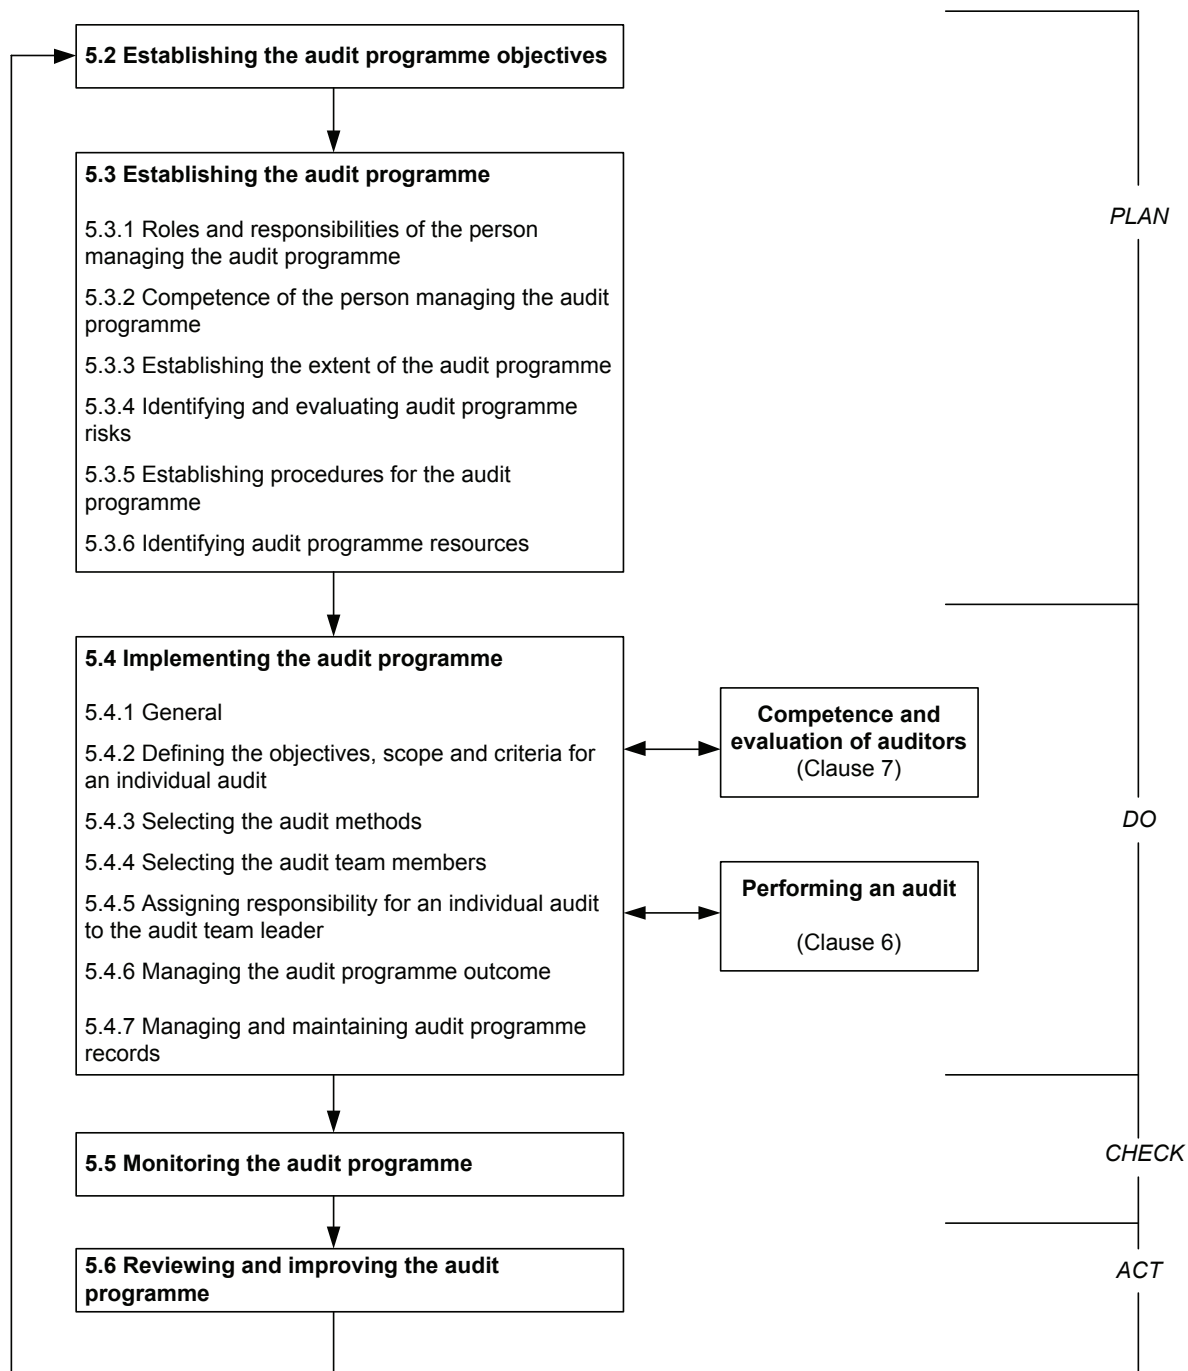 5.2 Establishing the audit programme objectives
5.3 Establishing the audit programme
5.3.1 Roles and responsibilities of the person
managing the audit programme
5.3.2 Competence of the person managing the audit
programme
5.3.3 Establishing the extent of the audit programme
5.3.4 Identifying and evaluating audit programme
risks
5.3.5 Establishing procedures for the audit
programme
5.3.6 Identifying audit programme resources
PLAN
5.4 Implementing the audit programme
5.4.1 General
5.4.2 Defining the objectives, scope and criteria for
an individual audit
5.4.3 Selecting the audit methods
5.4.4 Selecting the audit team members
5.4.5 Assigning responsibility for an individual audit
to the audit team leader
5.4.6 Managing the audit programme outcome
5.4.7 Managing and maintaining audit programme
records
Competence and
evaluation of auditors
(Clause 7)
Performing an audit
(Clause 6)
DO
5.5 Monitoring the audit programme
CHECK
5.6 Reviewing and improving the audit
programme
ACT